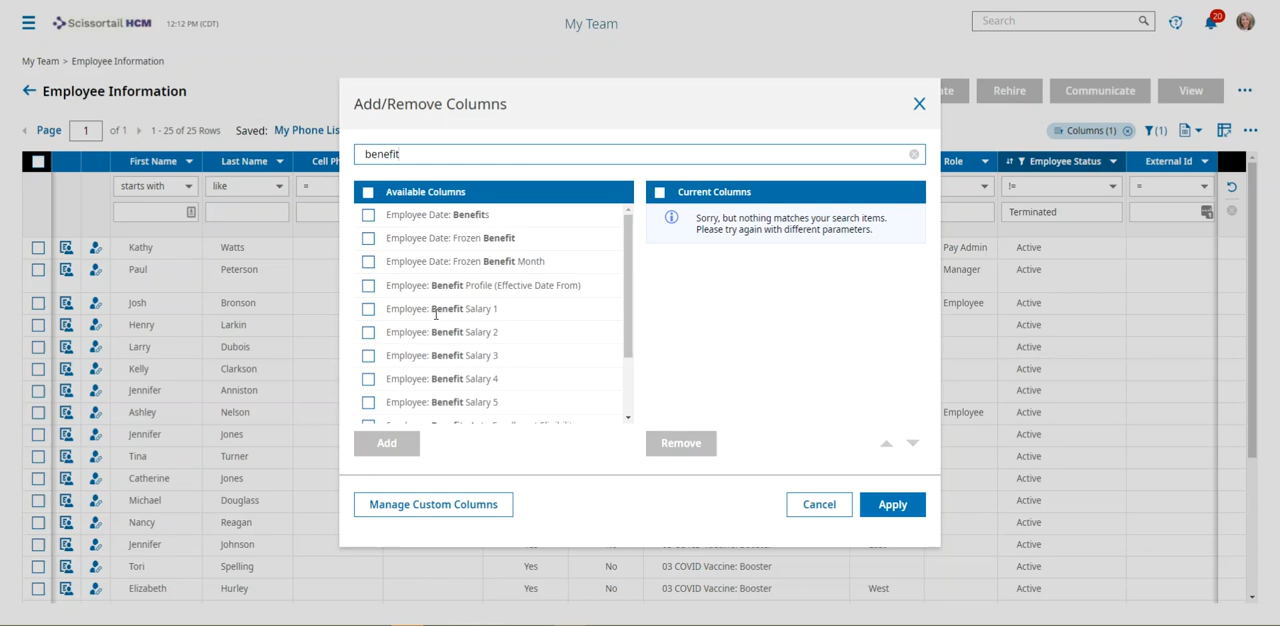 Scissortail HCM 12:12 PM (CDT) My Team Search 20
My Team > Employee Information
Employee Information Rehire Communicate View
Page 1 of 1 1 - 25 of 25 Rows Saved: Columns (1) (1)
First Name Last Name Role Employee Status External Id
starts with like = != =
Terminated
Kathy Watts Pay Admin Active
Paul Peterson Manager Active
Josh Bronson Employee Active
Henry Larkin Active
Larry Dubois Active
Kelly Clarkson Active
Jennifer Anniston Active
Ashley Nelson Employee Active
Jennifer Jones Active
Tina Turner Active
Catherine Jones Active
Michael Douglass Active
Nancy Reagan Active
Jennifer Johnson Active
Tori Spelling Yes No 03 COVID Vaccine: Booster Active
Elizabeth Hurley Yes No 03 COVID Vaccine: Booster West Active
Add/Remove Columns
benefit
Available Columns
Employee Date: Benefits
Employee Date: Frozen Benefit
Employee Date: Frozen Benefit Month
Employee: Benefit Profile (Effective Date From)
Employee: Benefit Salary 1
Employee: Benefit Salary 2
Employee: Benefit Salary 3
Employee: Benefit Salary 4
Employee: Benefit Salary 5
Add
Current Columns
Sorry, but nothing matches your search items.
Please try again with different parameters.
Remove
Manage Custom Columns Cancel Apply